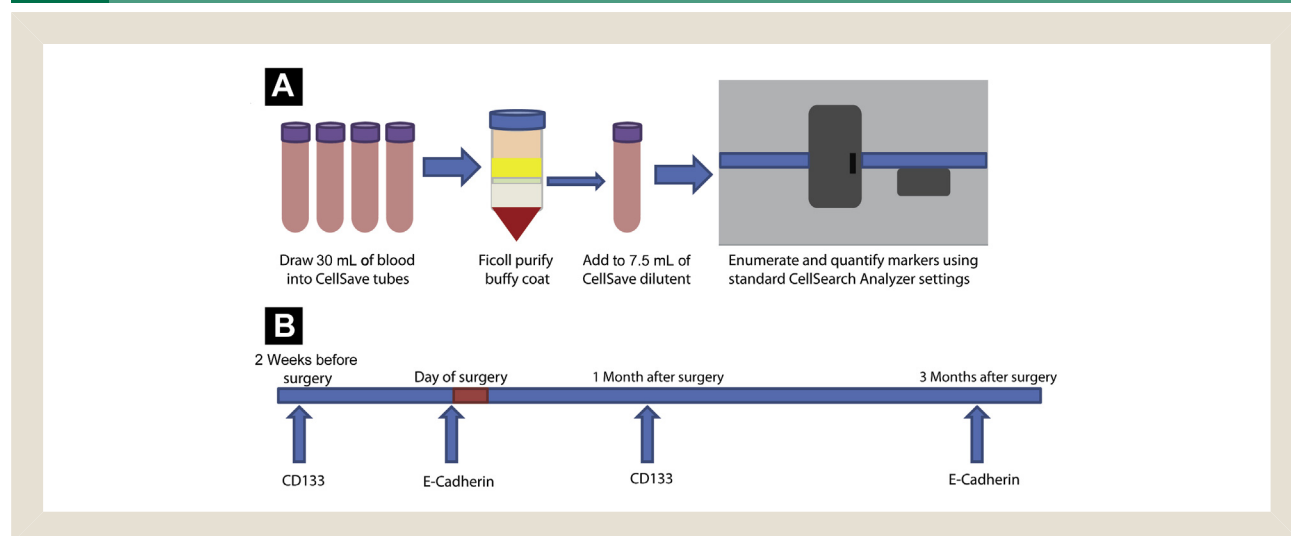 A
Draw 30 mL of blood
into CellSave tubes
Ficoll purify
buffy coat
Add to 7.5 mL of
CellSave dilutent
Enumerate and quantify markers using
standard CellSearch Analyzer settings
B
2 Weeks before
surgery
Day of surgery
1 Month after surgery
3 Months after surgery
CD133
E-Cadherin
CD133
E-Cadherin